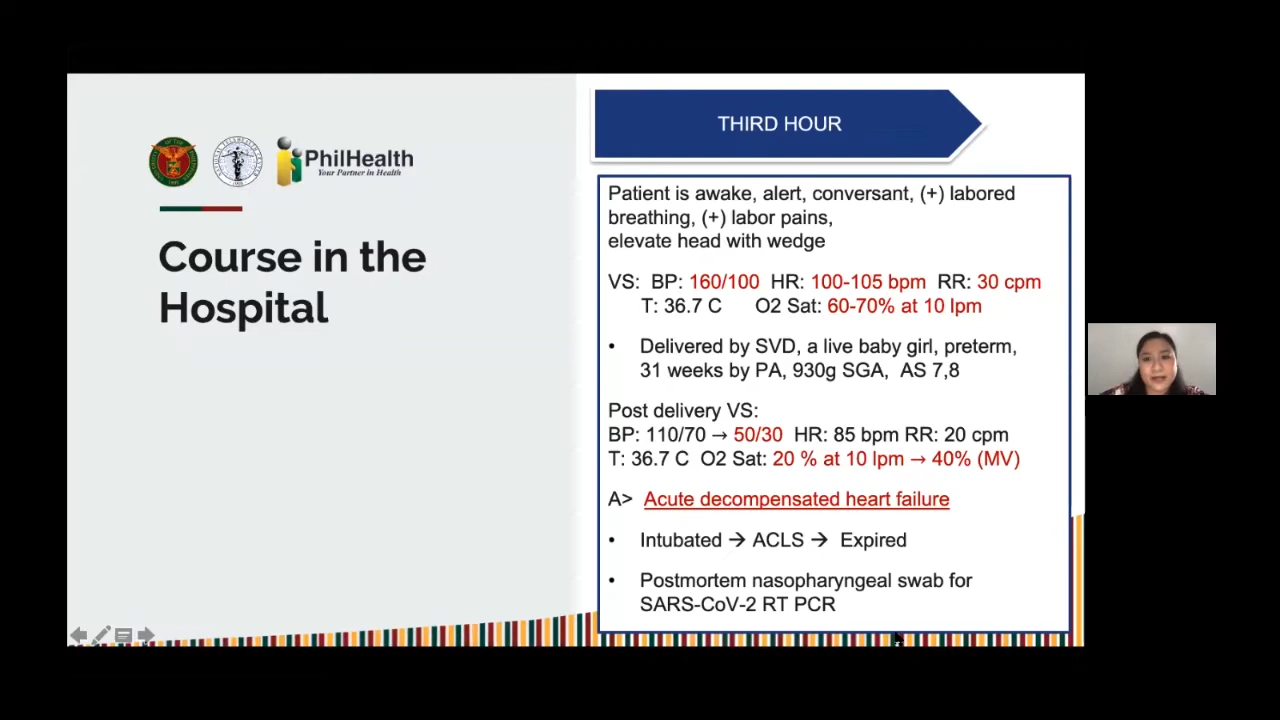 PhilHealth
Your Partner in Health
Course in the
Hospital
THIRD HOUR
Patient is awake, alert, conversant, (+) labored
breathing, (+) labor pains,
elevate head with wedge
VS: BP: 160/100 HR: 100-105 bpm RR: 30 cpm
T: 36.7 C O2 Sat: 60-70% at 10 lpm
• Delivered by SVD, a live baby girl, preterm,
31 weeks by PA, 930g SGA, AS 7,8
Post delivery VS:
BP: 110/70 → 50/30 HR: 85 bpm RR: 20 cpm
T: 36.7 C O2 Sat: 20 % at 10 lpm → 40% (MV)
A> Acute decompensated heart failure
• Intubated → ACLS → Expired
• Postmortem nasopharyngeal swab for
SARS-CoV-2 RT PCR